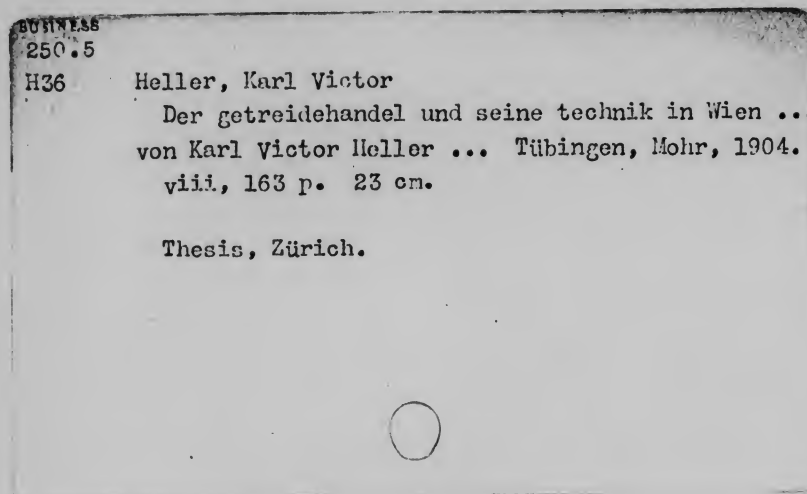 BUSINESS
250.5
H36 Heller, Karl Victor
Der getreidehandel und seine technik in Wien ..
von Karl Victor Heller ... Tübingen, Mohr, 1904.
viii, 163 p. 23 cm.
Thesis, Zürich.